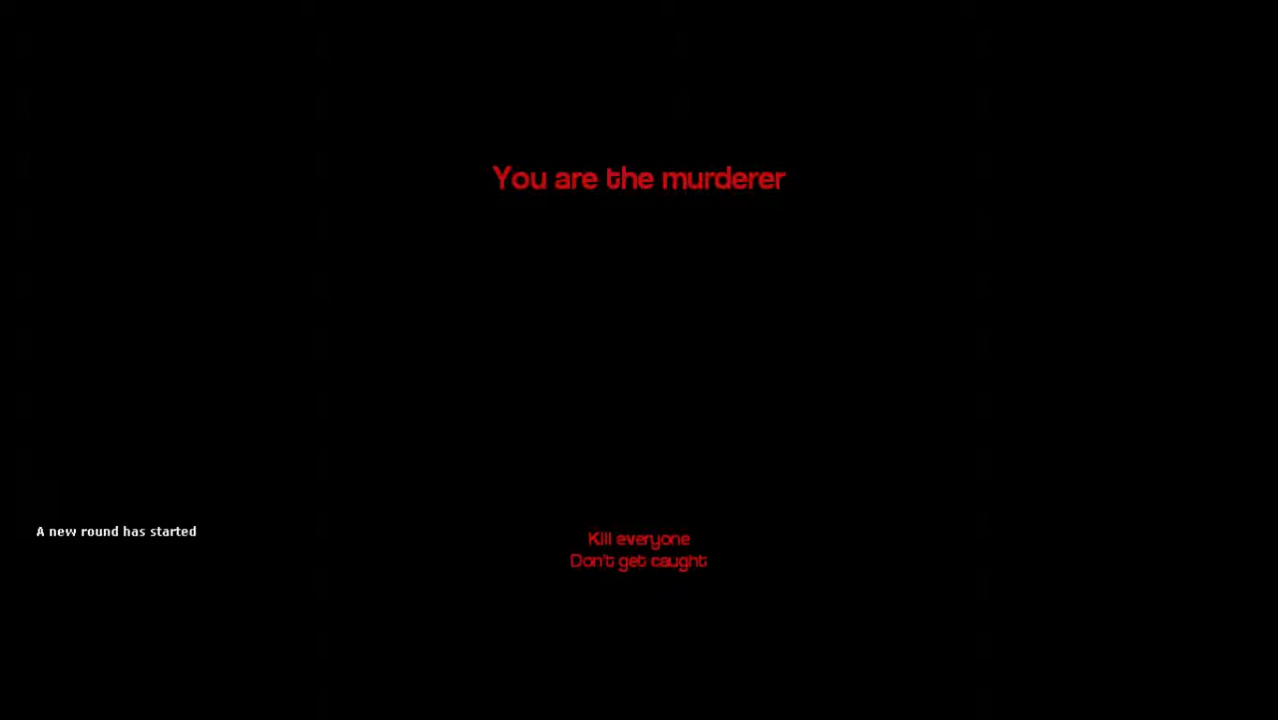 You are the murderer
A new round has started
Kill everyone
Don't get caught